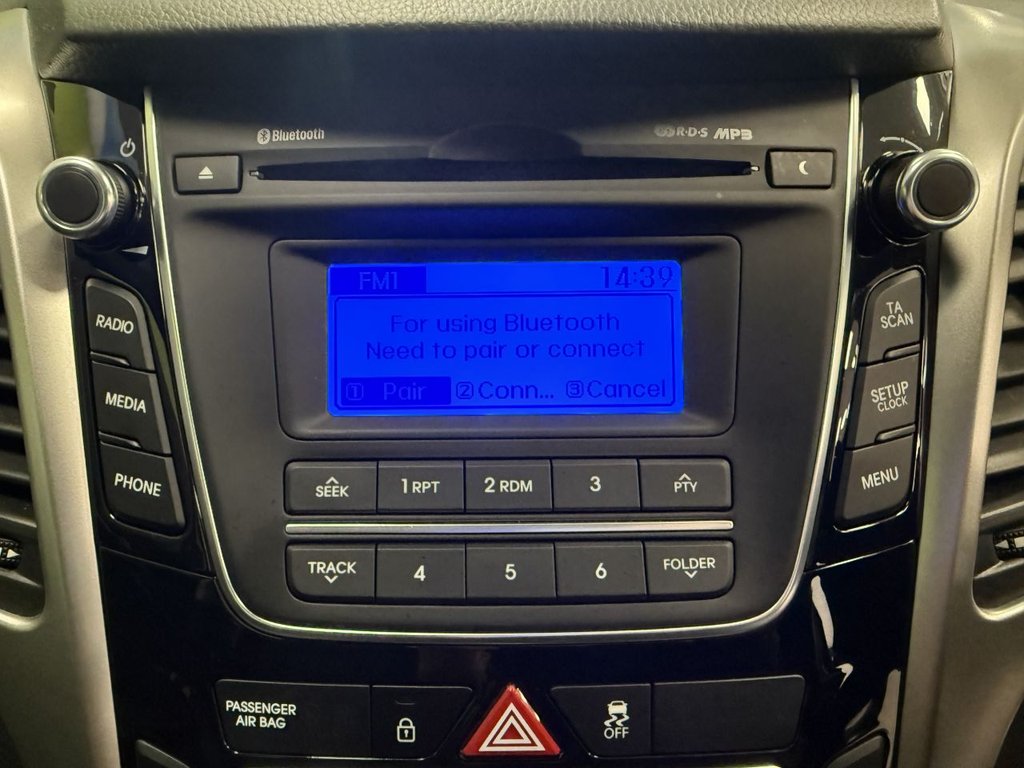 Bluetooth
R·D·S MP3
FM1 14:39
For using Bluetooth
Need to pair or connect
1 Pair 2 Conn... 3 Cancel
RADIO
MEDIA
PHONE
TA
SCAN
SETUP
CLOCK
MENU
SEEK 1 RPT 2 RDM 3 PTY
TRACK 4 5 6 FOLDER
PASSENGER
AIR BAG
OFF